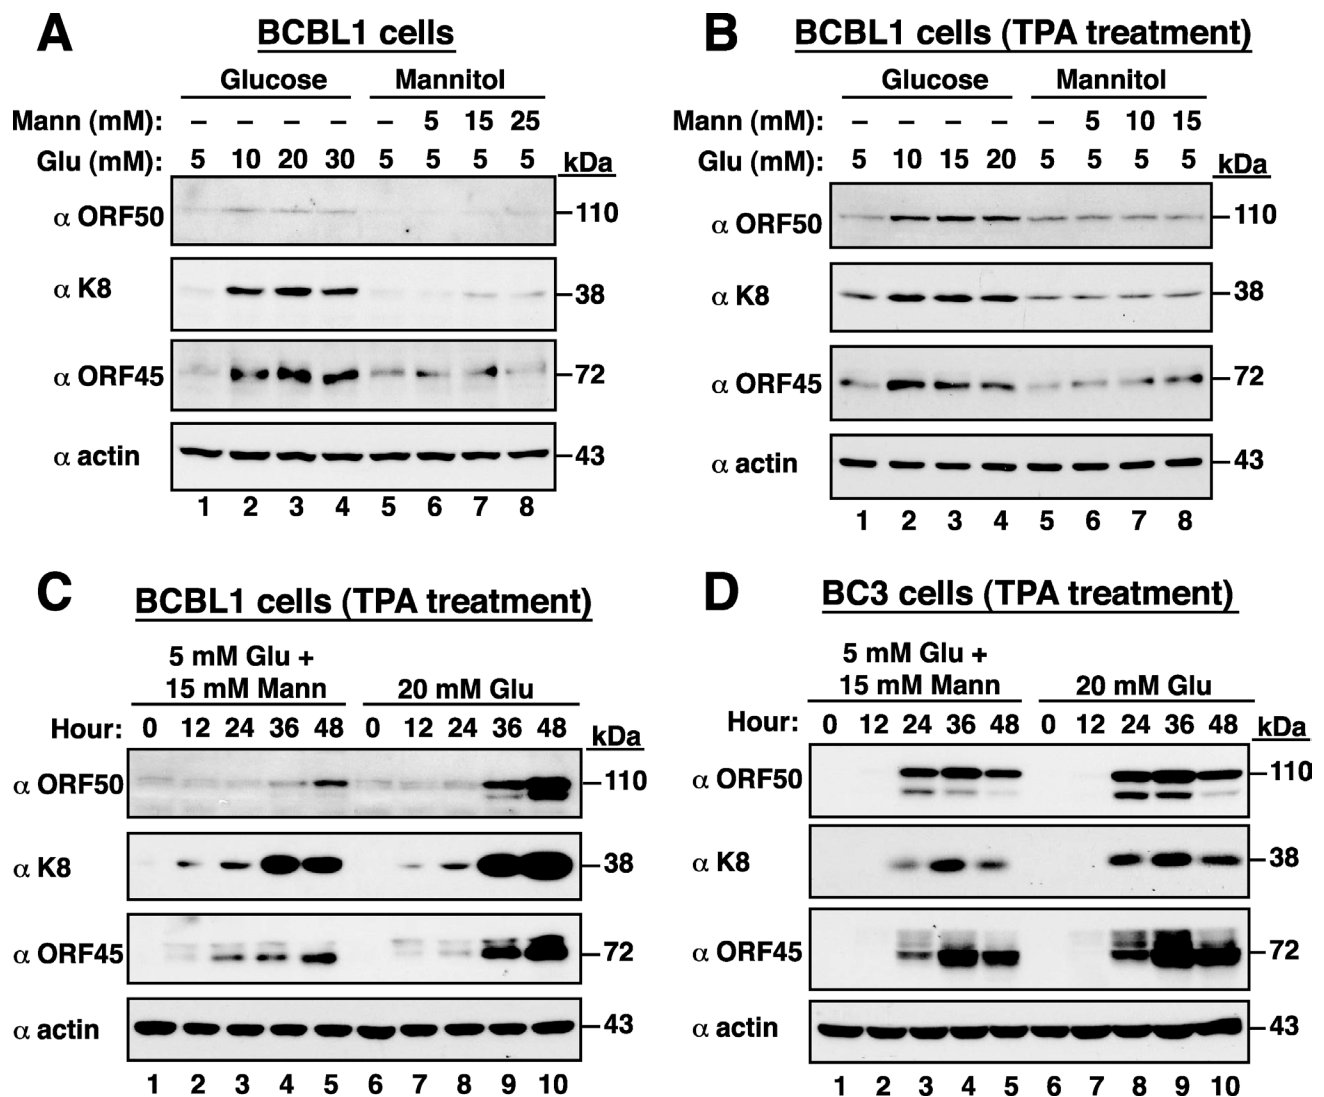 A
BCBL1 cells
Glucose Mannitol
Mann (mM): – – – – – 5 15 25
Glu (mM): 5 10 20 30 5 5 5 5 kDa
α ORF50 110
α K8 38
α ORF45 72
α actin 43
1 2 3 4 5 6 7 8
B
BCBL1 cells (TPA treatment)
Glucose Mannitol
Mann (mM): – – – – – 5 10 15
Glu (mM): 5 10 15 20 5 5 5 5 kDa
α ORF50 110
α K8 38
α ORF45 72
α actin 43
1 2 3 4 5 6 7 8
C
BCBL1 cells (TPA treatment)
5 mM Glu +
15 mM Mann 20 mM Glu
Hour: 0 12 24 36 48 0 12 24 36 48 kDa
α ORF50 110
α K8 38
α ORF45 72
α actin 43
1 2 3 4 5 6 7 8 9 10
D
BC3 cells (TPA treatment)
5 mM Glu +
15 mM Mann 20 mM Glu
Hour: 0 12 24 36 48 0 12 24 36 48 kDa
α ORF50 110
α K8 38
α ORF45 72
α actin 43
1 2 3 4 5 6 7 8 9 10